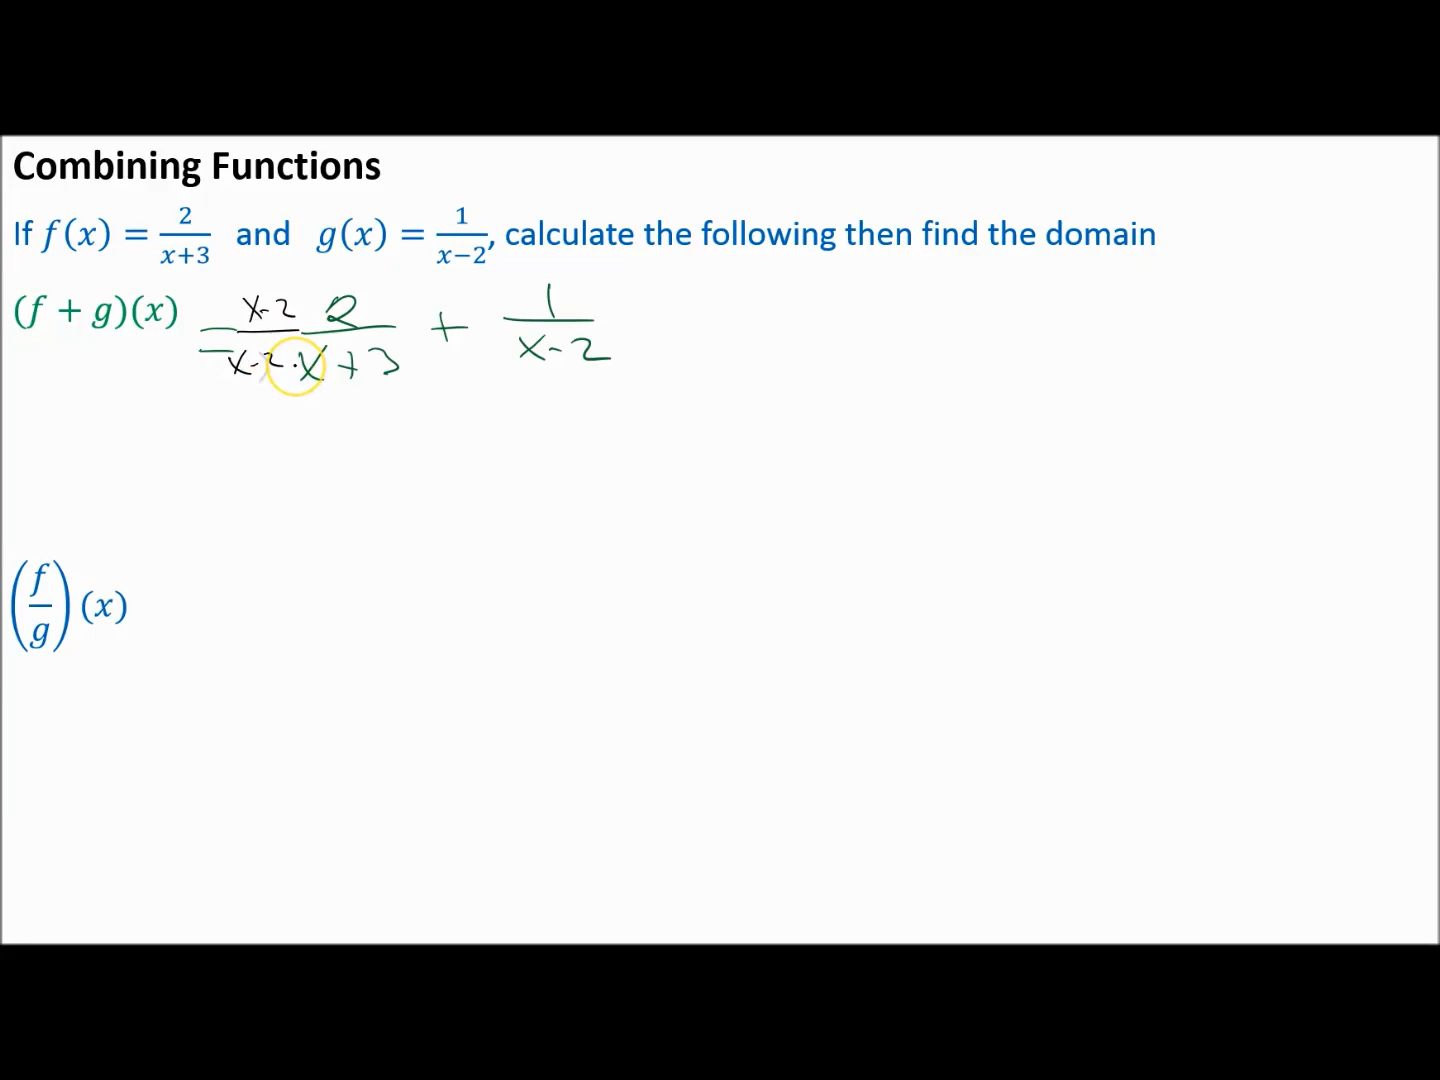 Combining Functions
If f(x) = 2/(x+3) and g(x) = 1/(x−2), calculate the following then find the domain
(f + g)(x) = (x-2)/(x-2) · 2/(x+3) + 1/(x-2)
(f/g)(x)